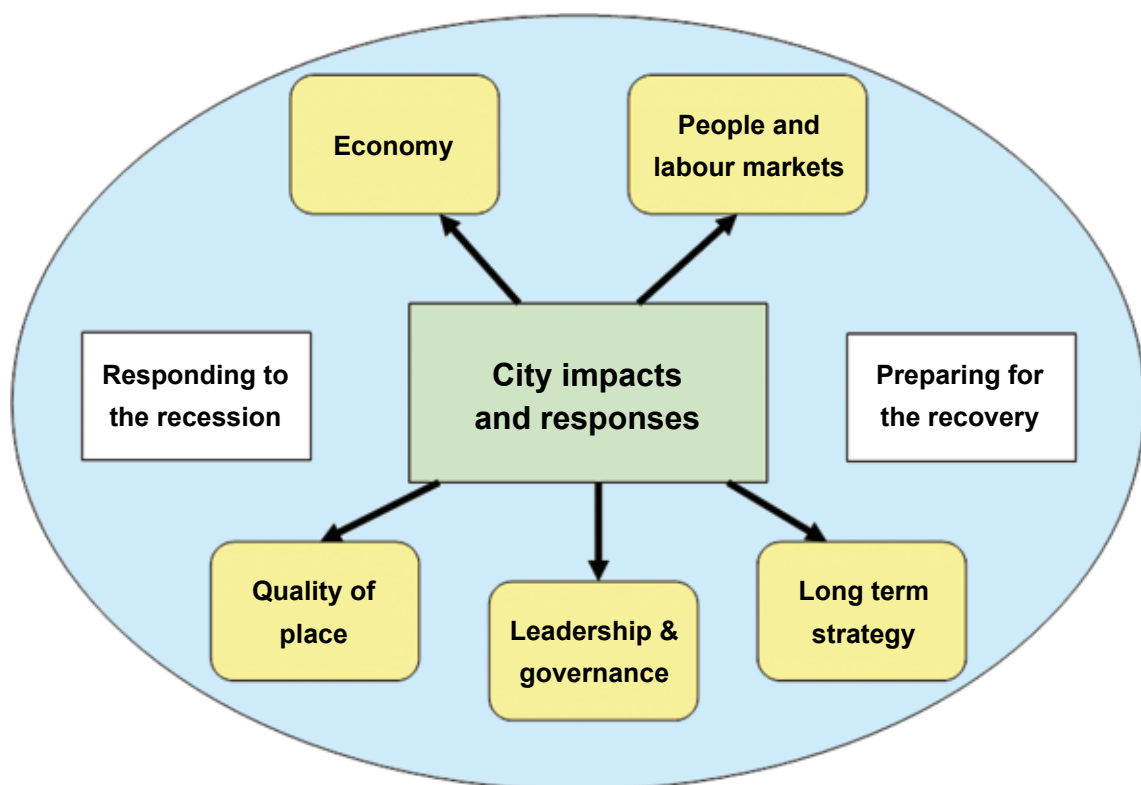 Economy
People and
labour markets
Responding to
the recession
City impacts
and responses
Preparing for
the recovery
Quality of
place
Leadership &
governance
Long term
strategy